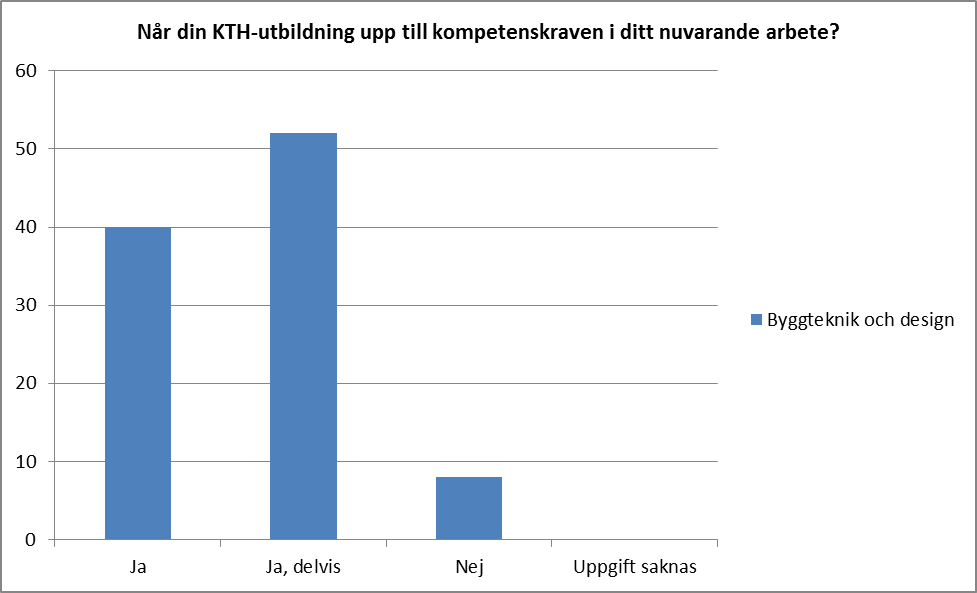 Når din KTH-utbildning upp till kompetenskraven i ditt nuvarande arbete?
60
50
40
30
20
10
0
Ja
Ja, delvis
Nej
Uppgift saknas
Byggteknik och design